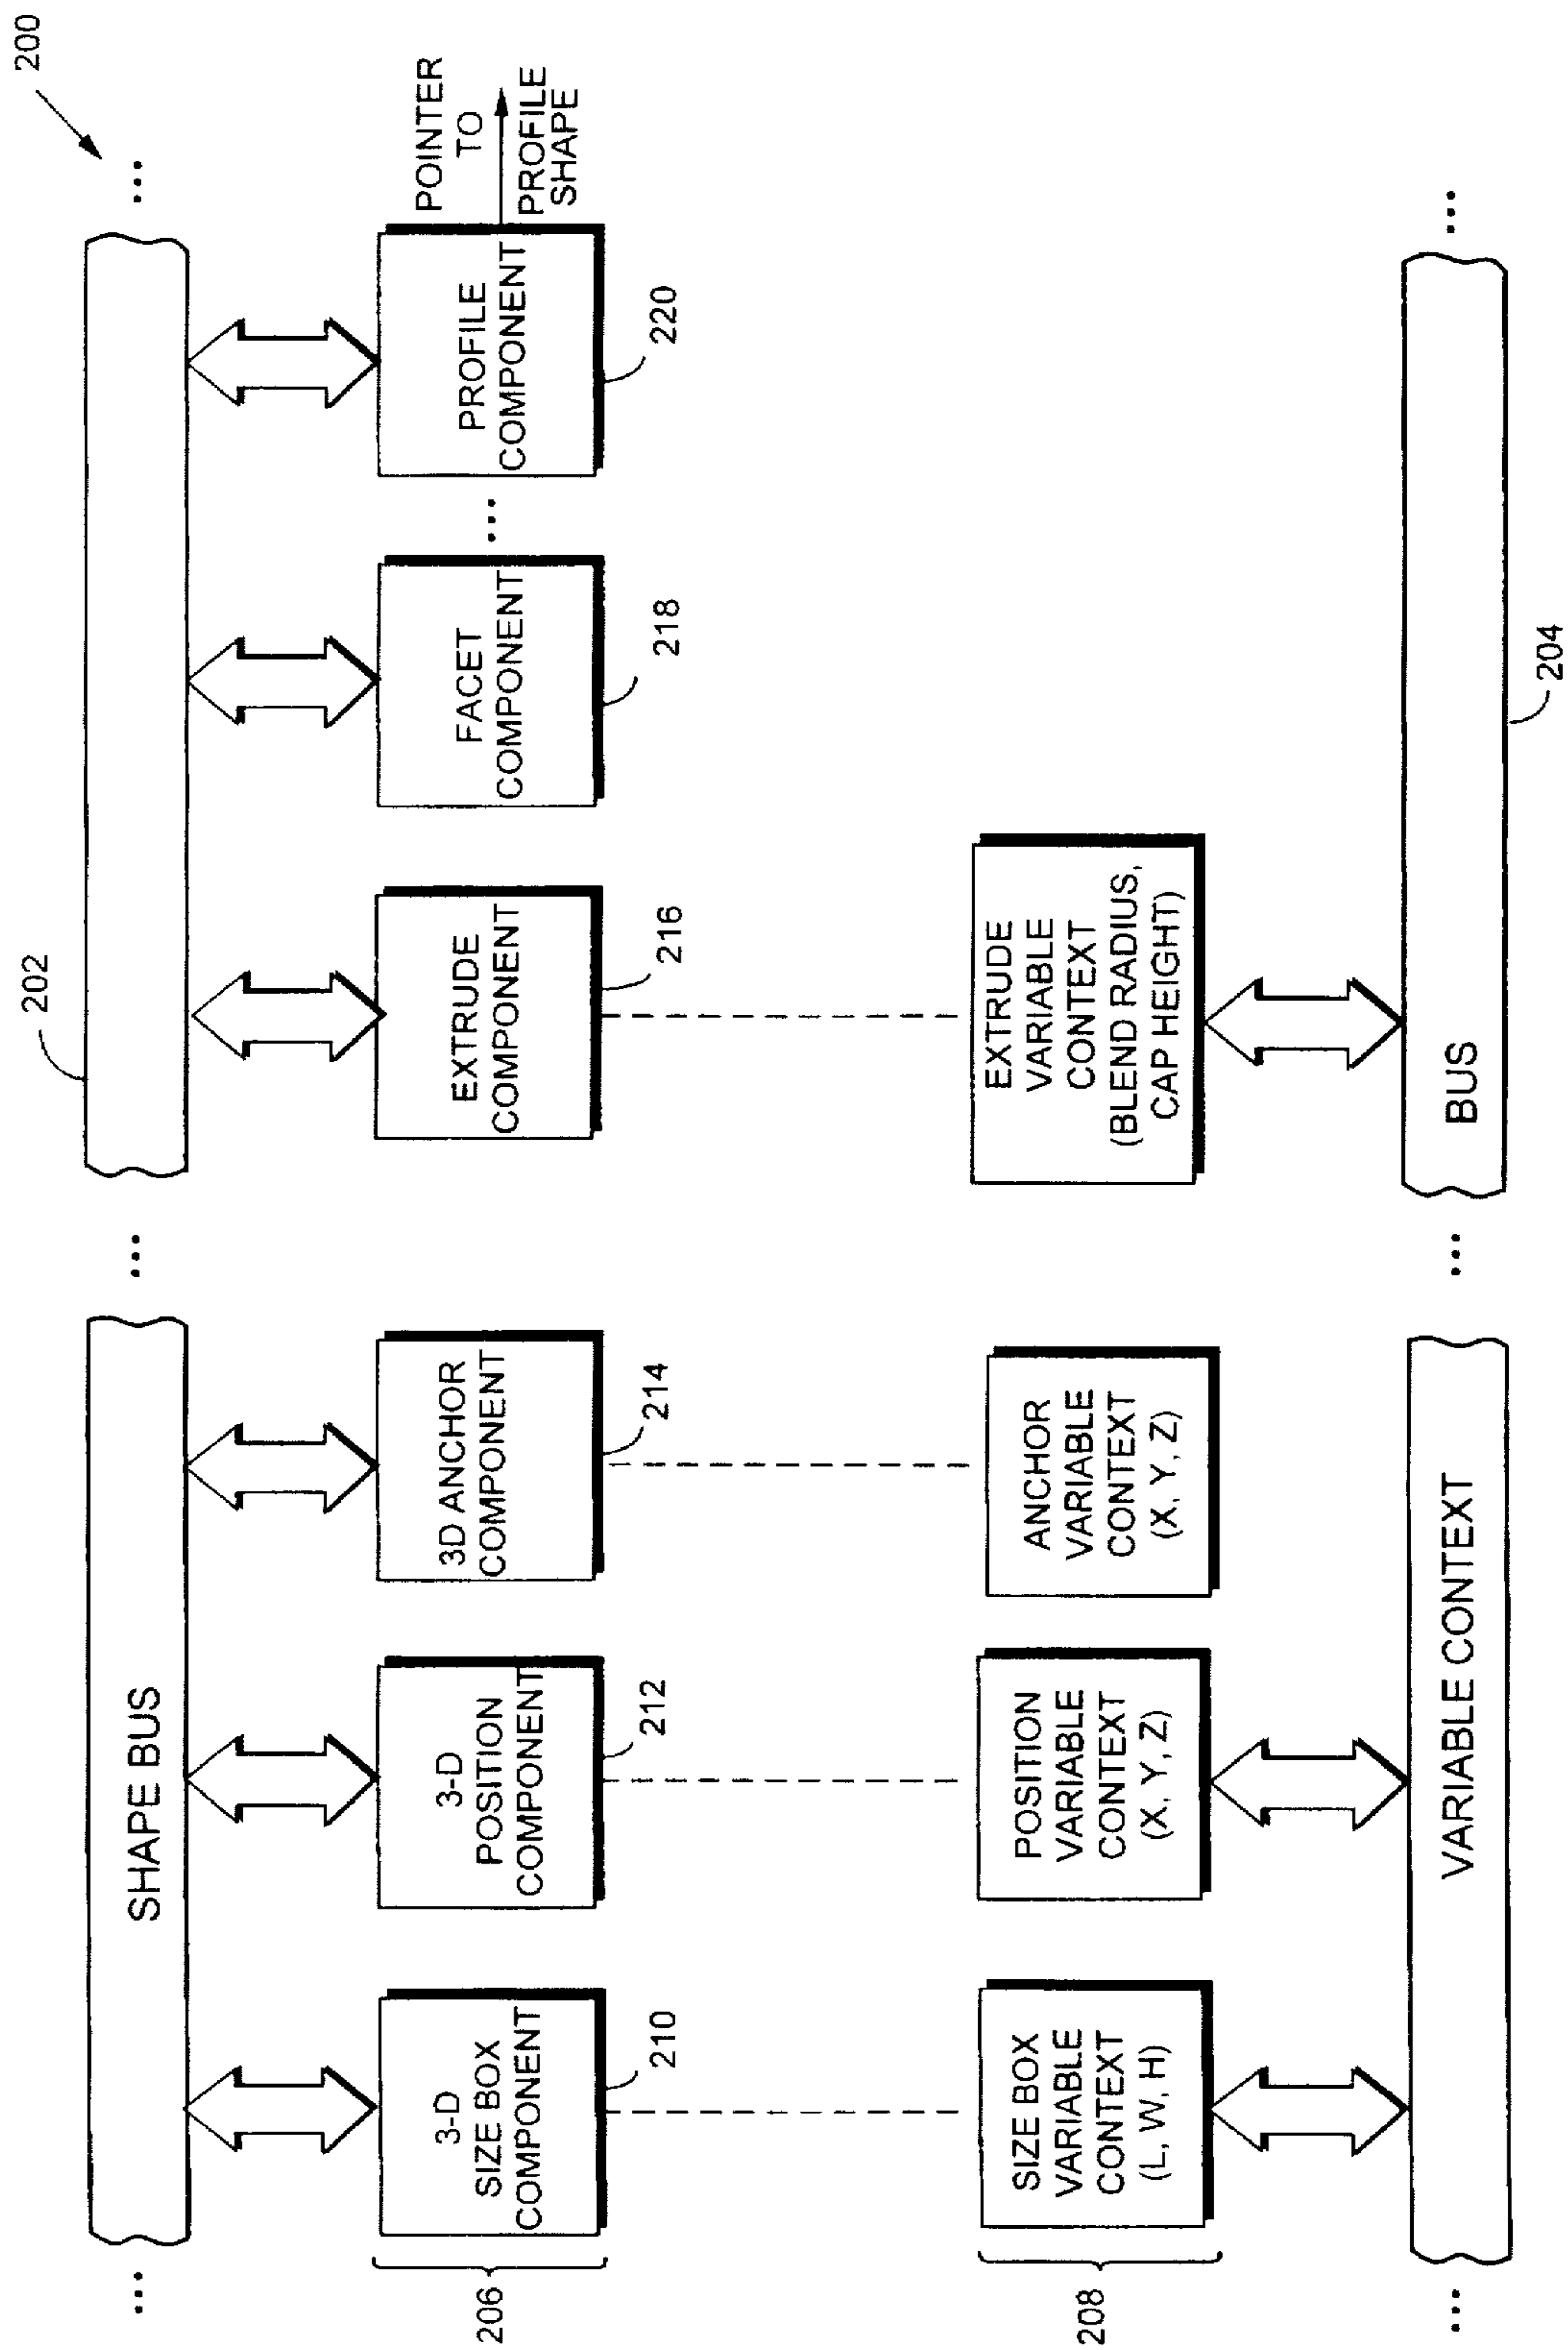 200
202
...
SHAPE BUS
...
...
3-D
SIZE BOX
COMPONENT
210
3-D
POSITION
COMPONENT
212
3D ANCHOR
COMPONENT
214
EXTRUDE
COMPONENT
216
FACET
COMPONENT
218
...
PROFILE
COMPONENT
220
POINTER
TO
PROFILE
SHAPE
206
SIZE BOX
VARIABLE
CONTEXT
(L, W, H)
POSITION
VARIABLE
CONTEXT
(X, Y, Z)
ANCHOR
VARIABLE
CONTEXT
(X, Y, Z)
EXTRUDE
VARIABLE
CONTEXT
(BLEND RADIUS,
CAP HEIGHT)
208
...
VARIABLE CONTEXT
...
BUS
...
204